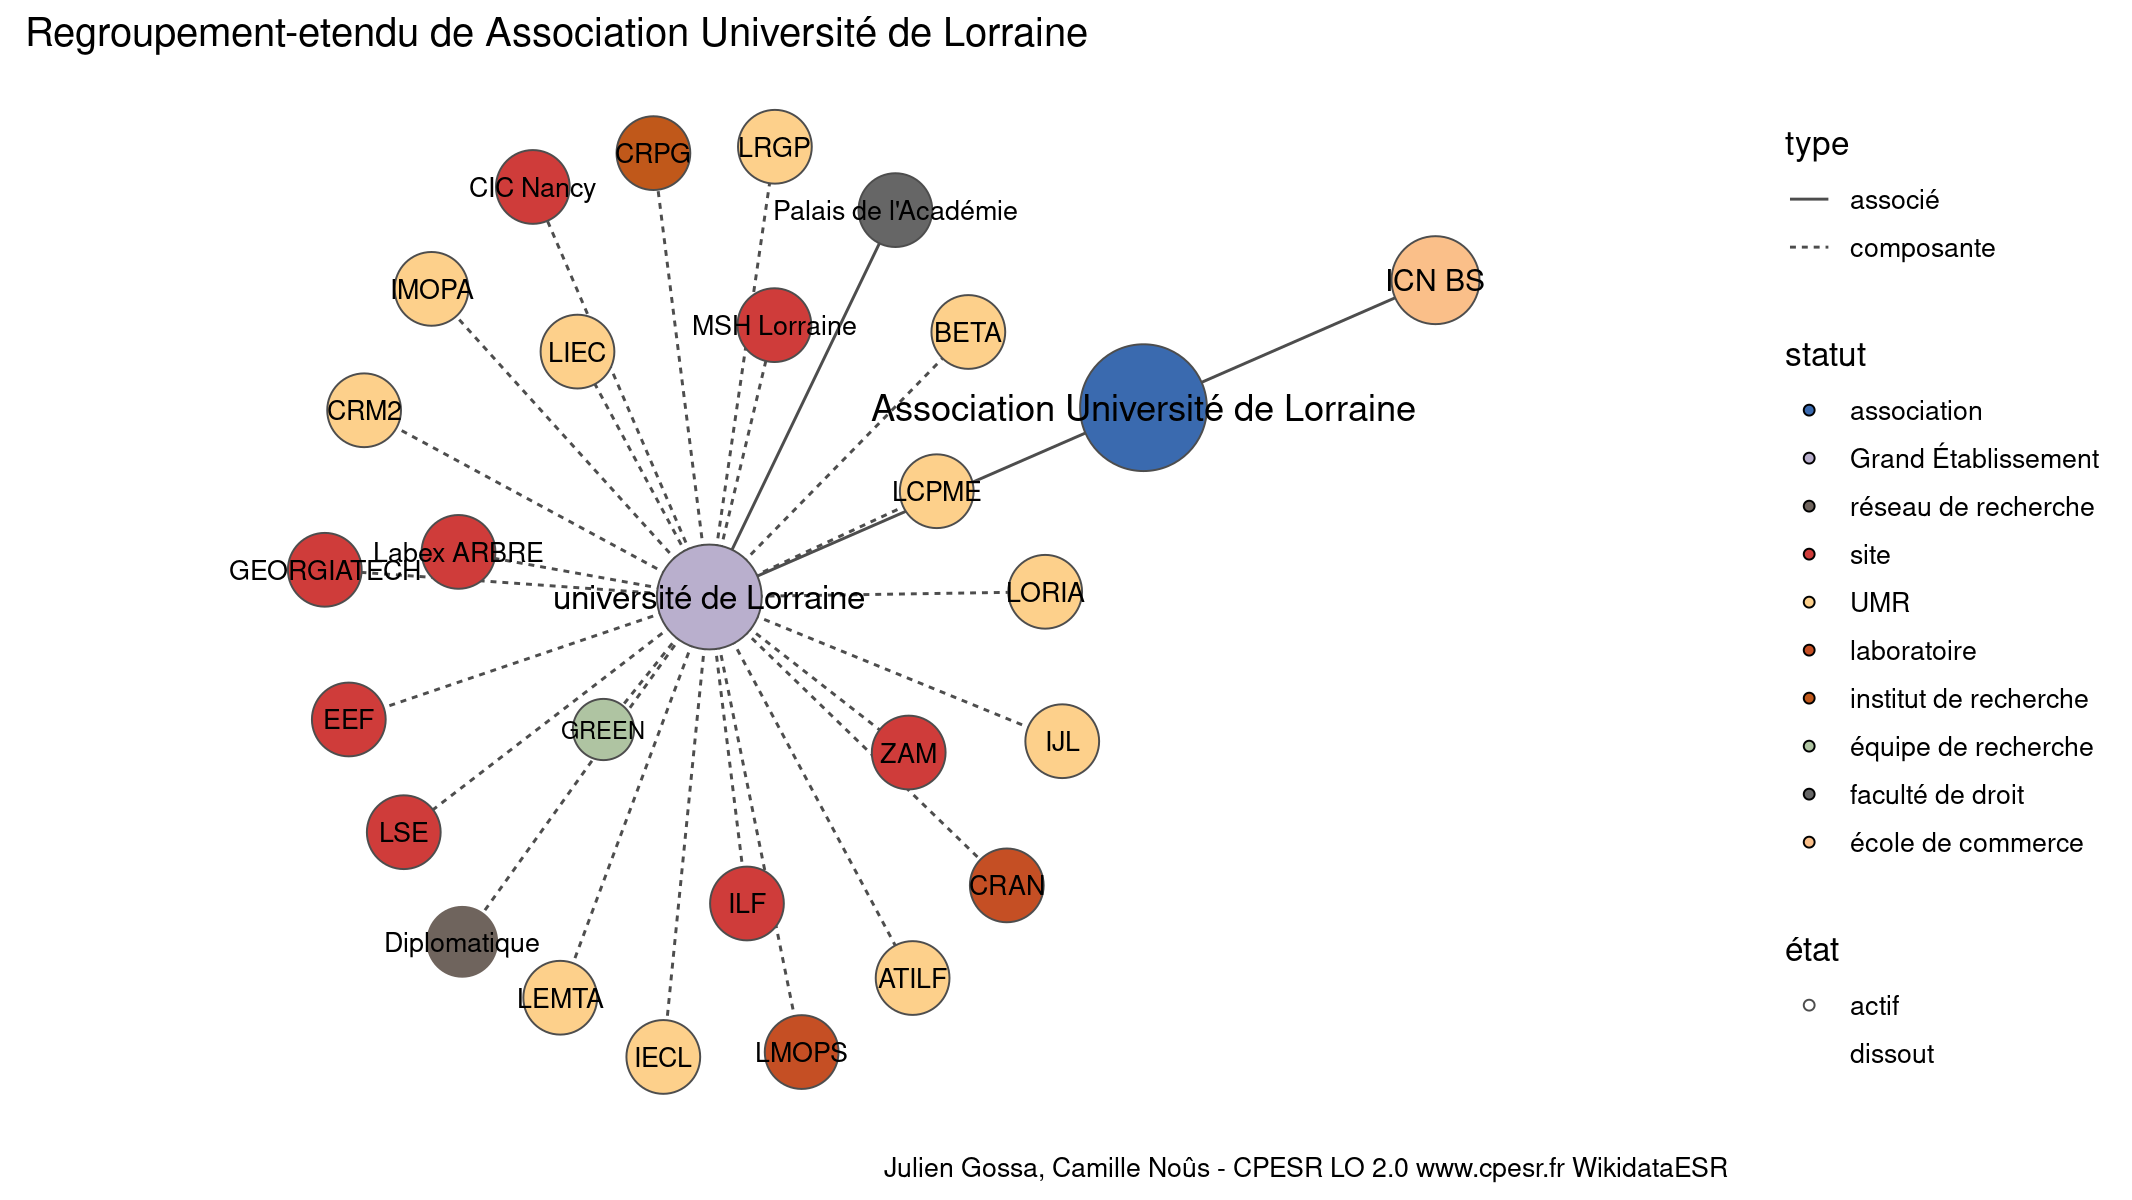 Regroupement-etendu de Association Université de Lorraine
CRPG
LRGP
CIC Nancy
Palais de l'Académie
IMOPA
ICN BS
MSH Lorraine
BETA
LIEC
CRM2
Association Université de Lorraine
LCPME
Labex ARBRE
GEORGIATECH
université de Lorraine
LORIA
EEF
GREEN
IJL
ZAM
LSE
CRAN
ILF
Diplomatique
ATILF
LEMTA
IECL
LMOPS
type
associé
composante
statut
association
Grand Établissement
réseau de recherche
site
UMR
laboratoire
institut de recherche
équipe de recherche
faculté de droit
école de commerce
état
actif
dissout
Julien Gossa, Camille Noûs - CPESR LO 2.0 www.cpesr.fr WikidataESR